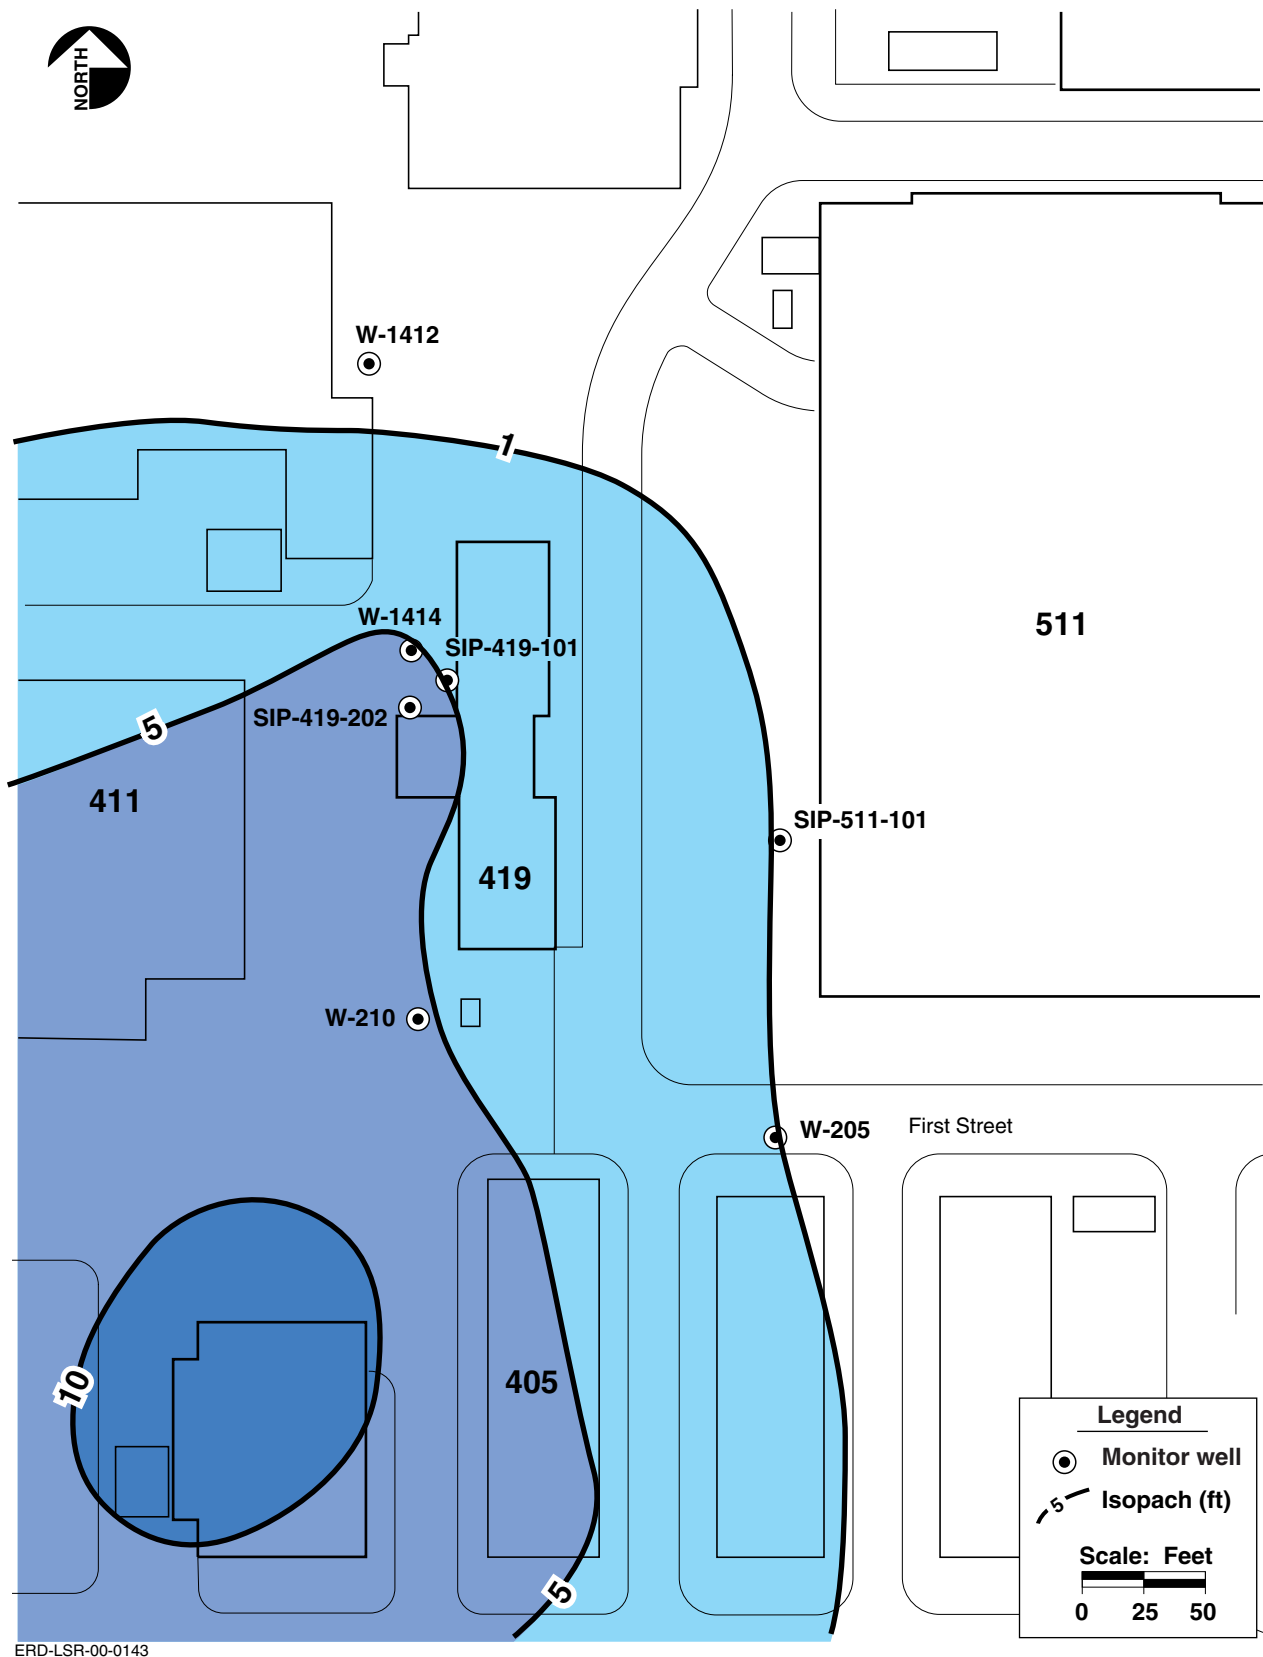 NORTH
W-1412
1
W-1414
SIP-419-101
511
SIP-419-202
5
411
SIP-511-101
419
W-210
First Street
W-205
10
405
Legend
Monitor well
5 Isopach (ft)
Scale: Feet
0 25 50
5
ERD-LSR-00-0143